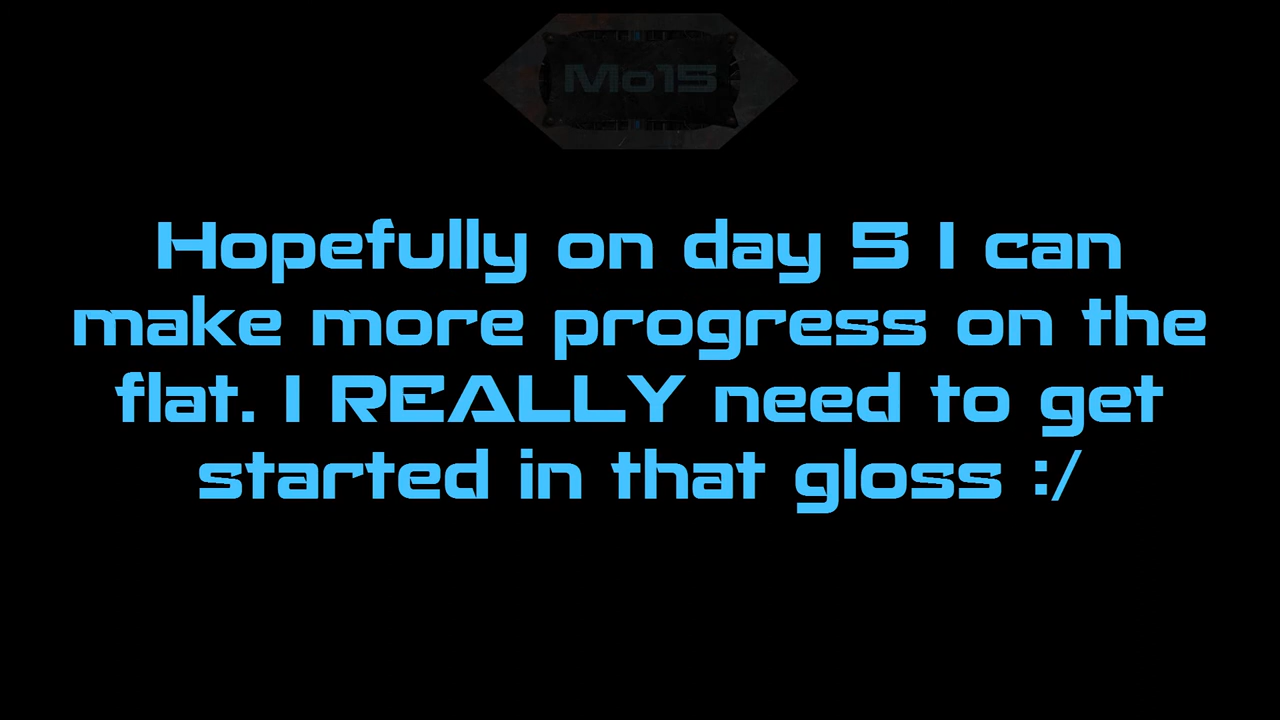 Mo15
Hopefully on day 5 I can
make more progress on the
flat. I REALLY need to get
started in that gloss :/